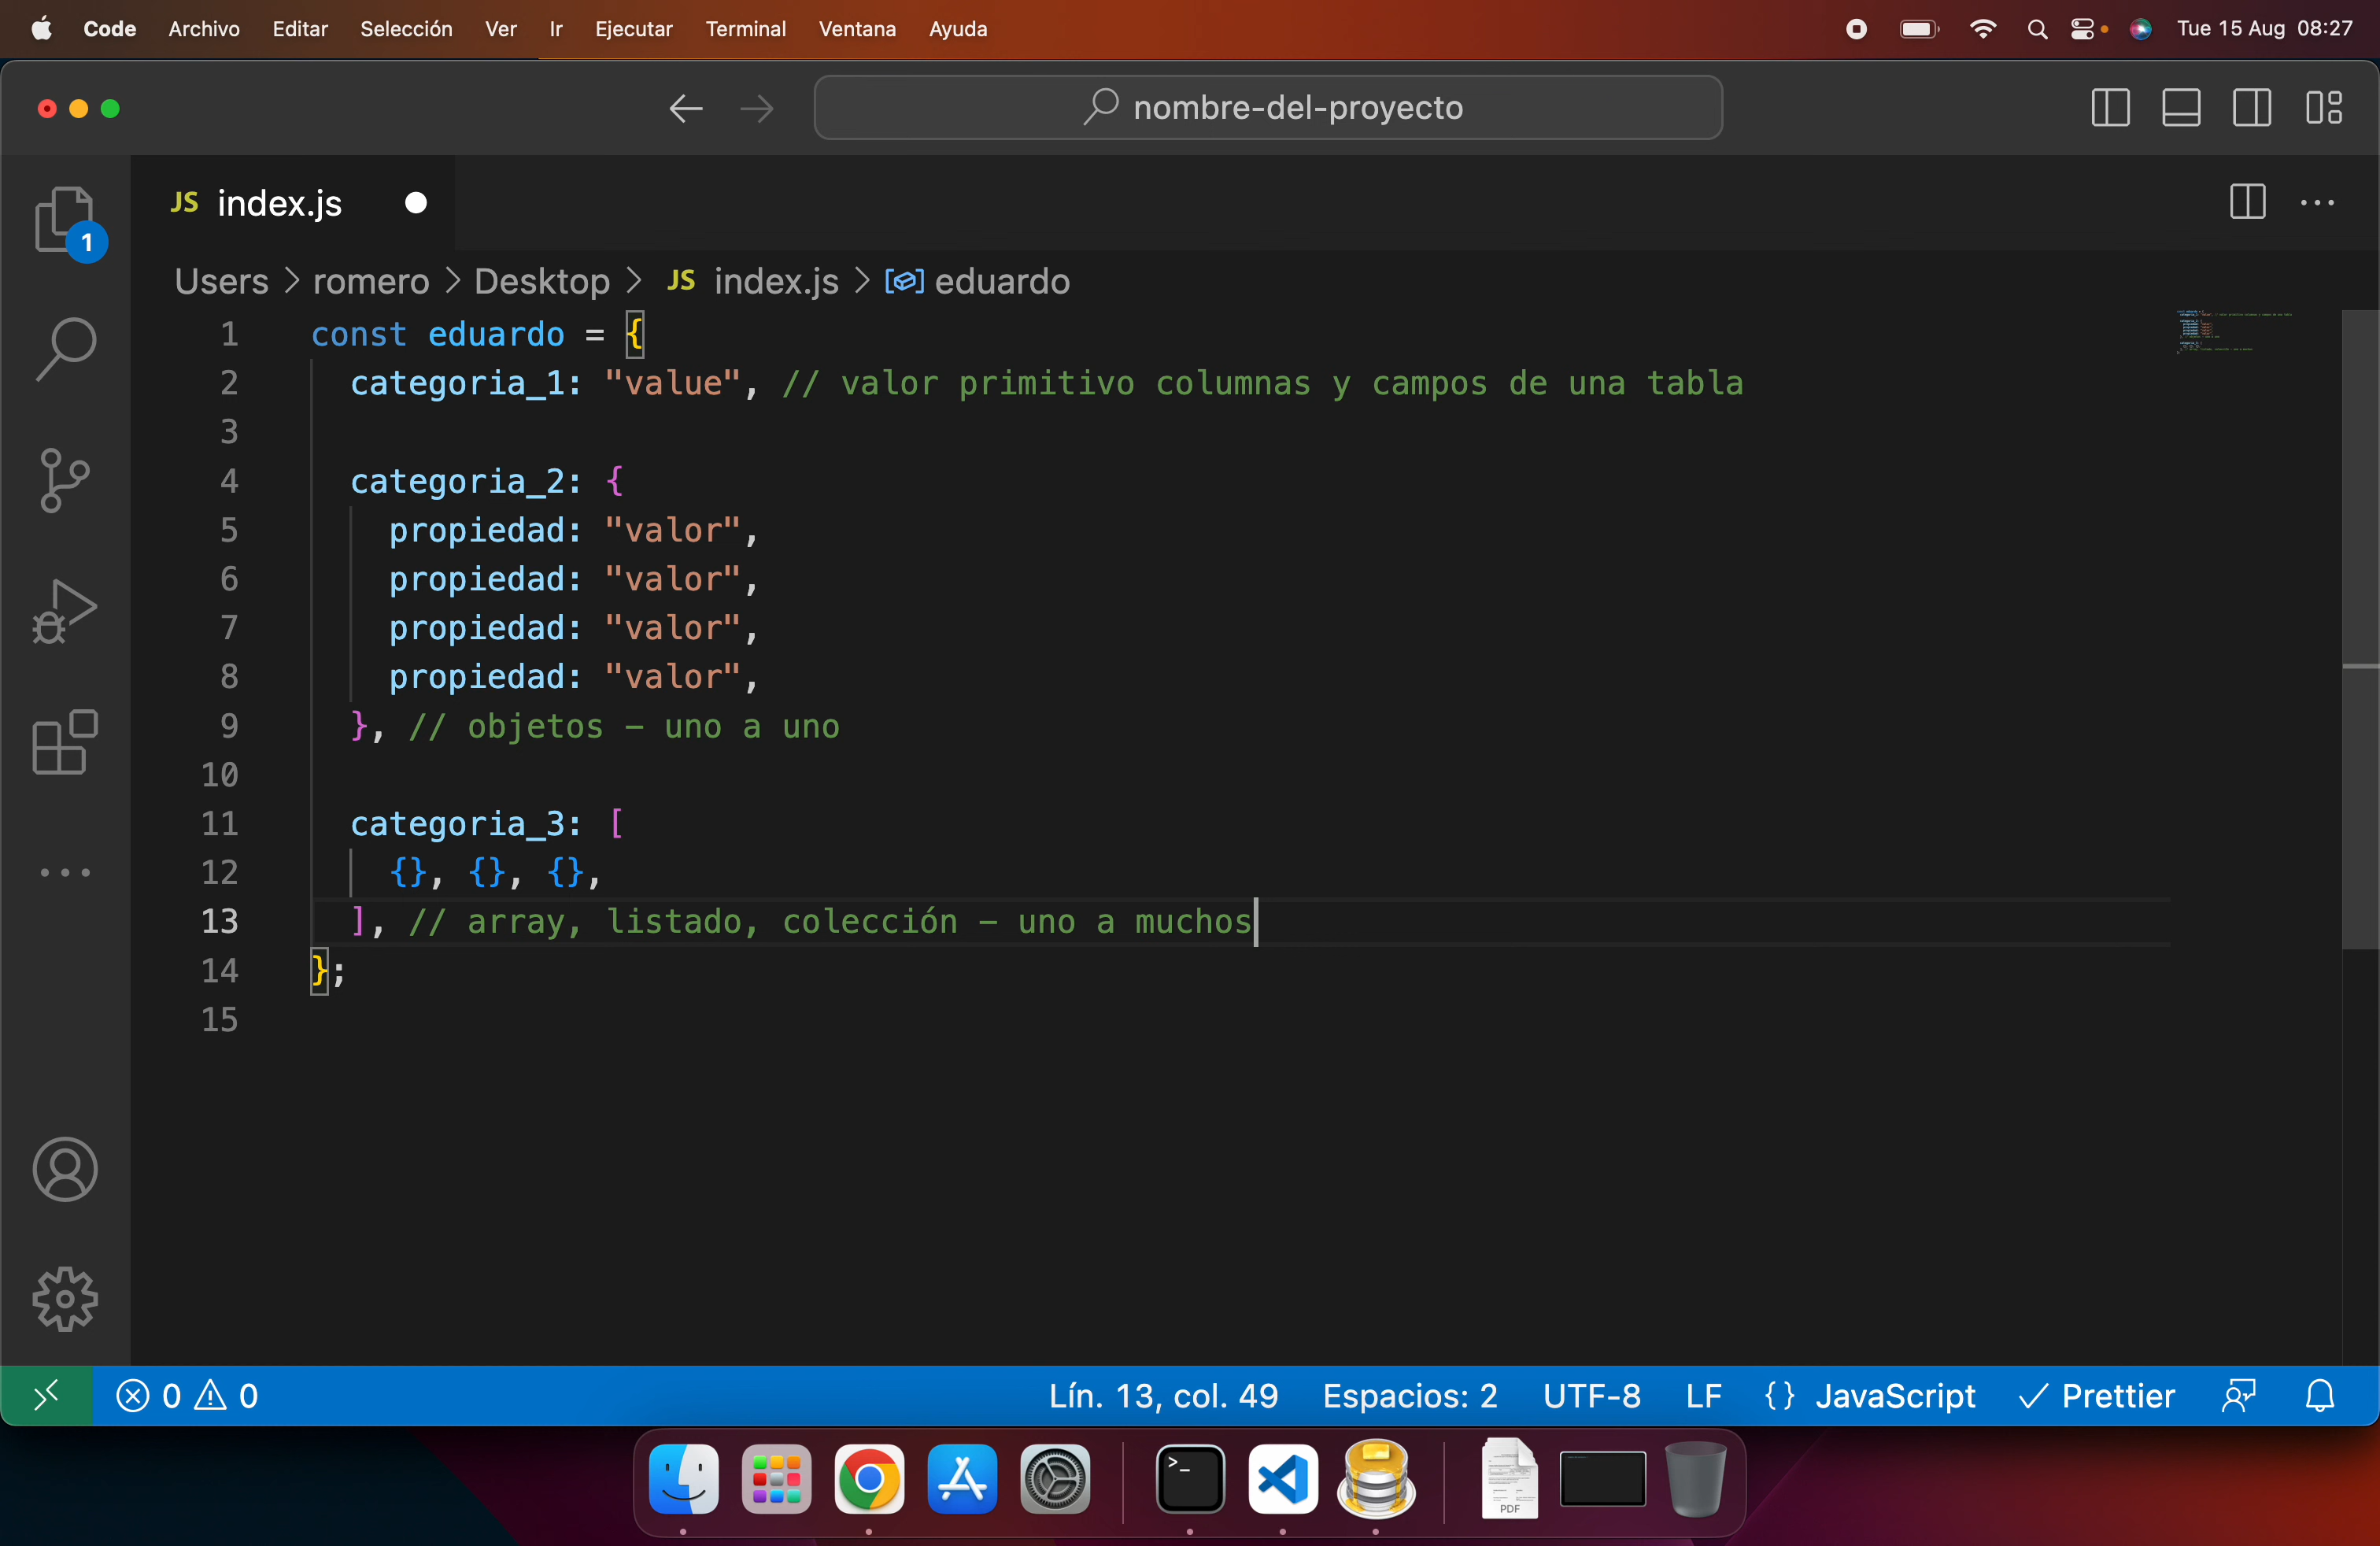 Code Archivo Editar Selección Ver Ir Ejecutar Terminal Ventana Ayuda Tue 15 Aug 08:27
nombre-del-proyecto
JS index.js
1
Users > romero > Desktop > JS index.js > eduardo
1 const eduardo = {
2 categoria_1: "value", // valor primitivo columnas y campos de una tabla
3
4 categoria_2: {
5 propiedad: "valor",
6 propiedad: "valor",
7 propiedad: "valor",
8 propiedad: "valor",
9 }, // objetos – uno a uno
10
11 categoria_3: [
12 {}, {}, {},
13 ], // array, listado, colección – uno a muchos
14 };
15
0 0 Lín. 13, col. 49 Espacios: 2 UTF-8 LF {} JavaScript Prettier
>_
PDF